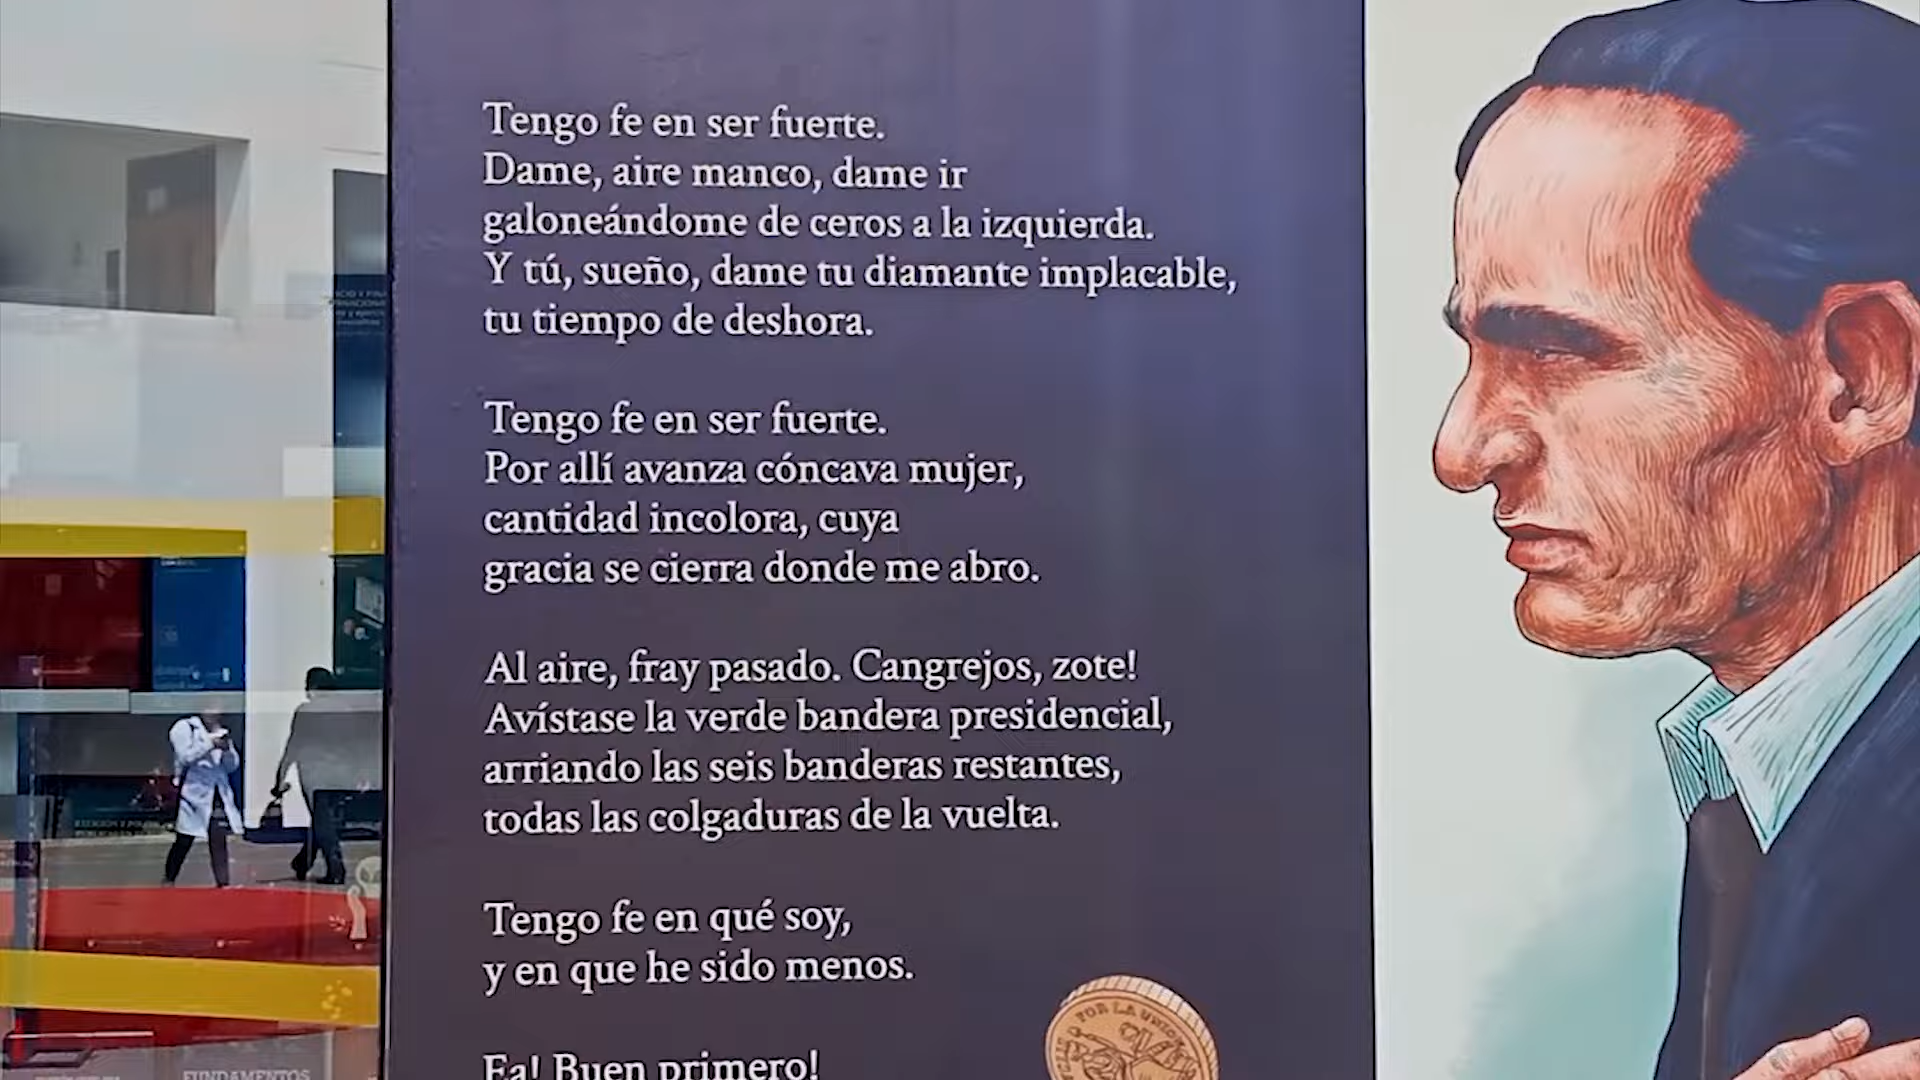 Tengo fe en ser fuerte.
Dame, aire manco, dame ir
galoneándome de ceros a la izquierda.
Y tú, sueño, dame tu diamante implacable,
tu tiempo de deshora.
Tengo fe en ser fuerte.
Por allí avanza cóncava mujer,
cantidad incolora, cuya
gracia se cierra donde me abro.
Al aire, fray pasado. Cangrejos, zote!
Avístase la verde bandera presidencial,
arriando las seis banderas restantes,
todas las colgaduras de la vuelta.
Tengo fe en qué soy,
y en que he sido menos.
Ea! Buen primero!
POR LA UNIÓN
FUNDAMENTOS